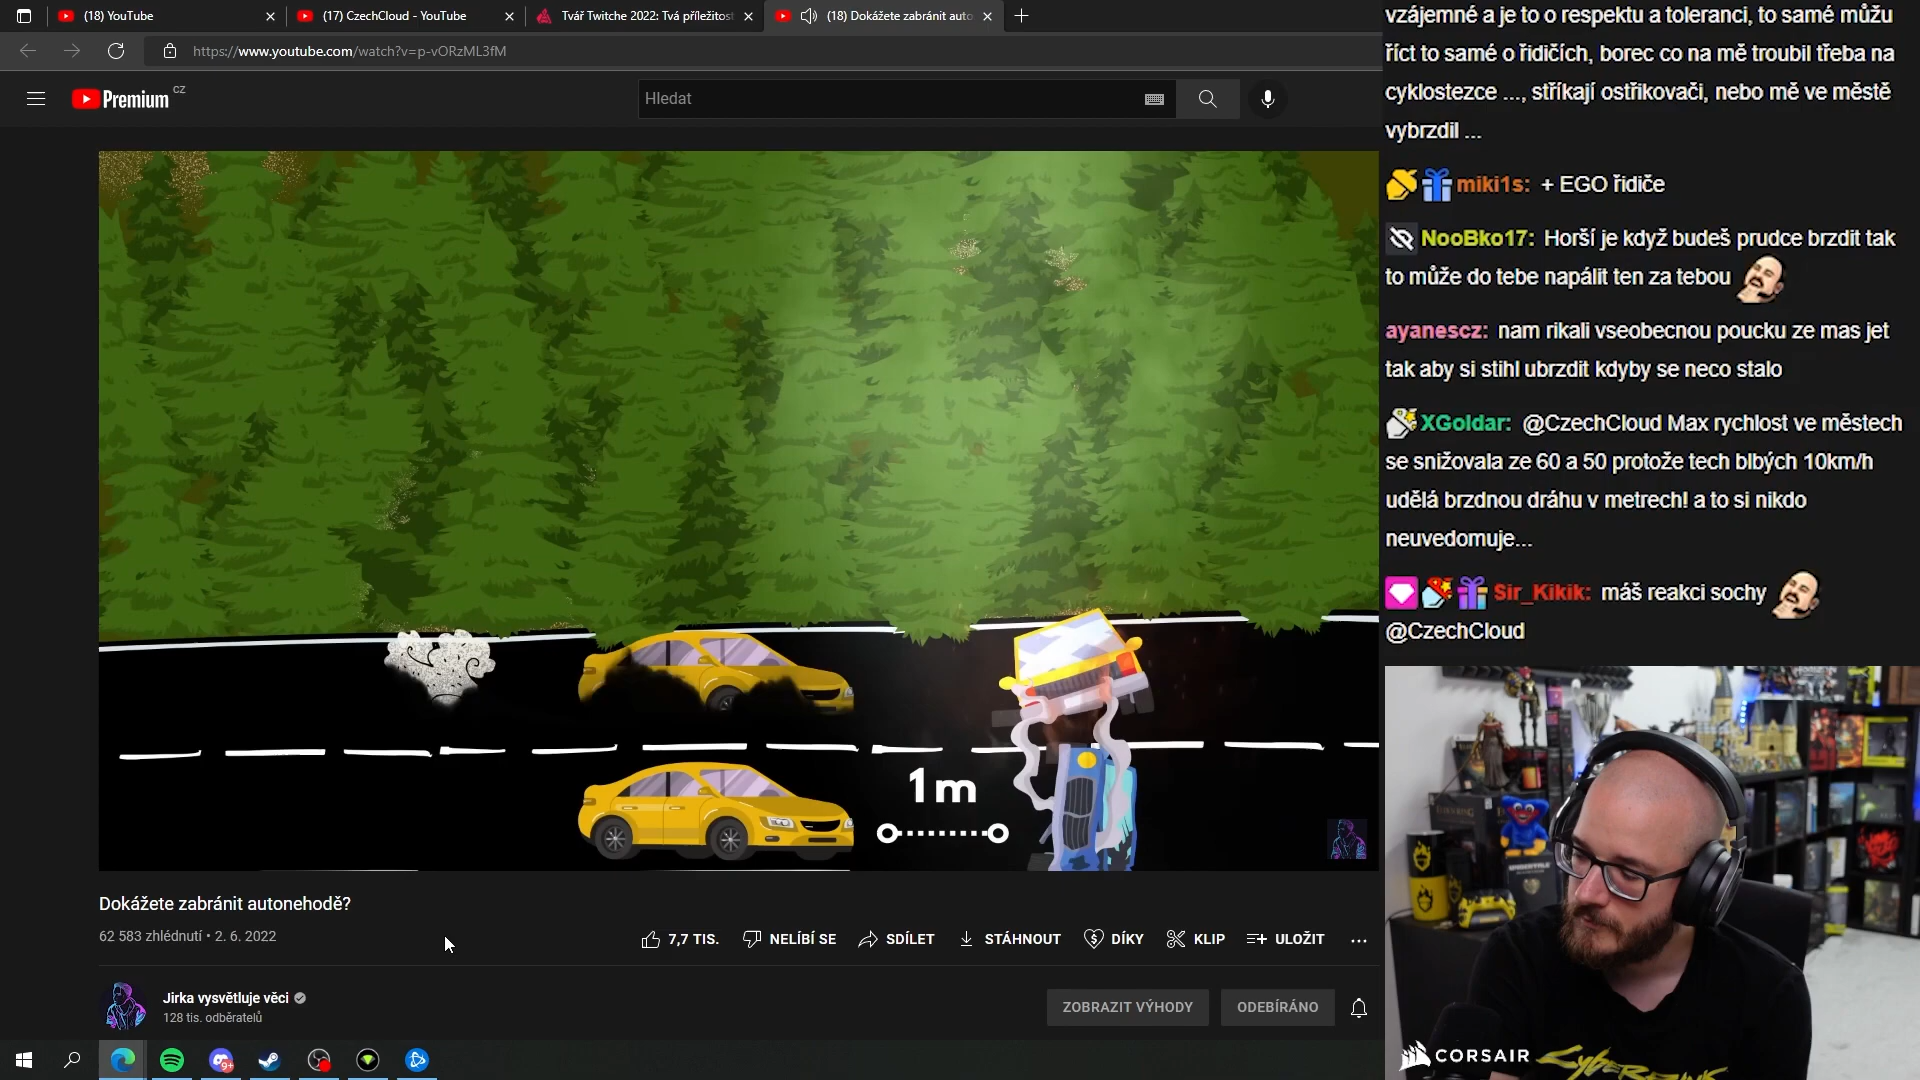 (18) YouTube
(17) CzechCloud - YouTube
Tvář Twitche 2022: Tvá příležitost
(18) Dokážete zabránit auto
https://www.youtube.com/watch?v=p-vORzML3fM
Premium CZ
Hledat
1m
Dokážete zabránit autonehodě?
62 583 zhlédnutí • 2. 6. 2022
7,7 TIS.
NELÍBÍ SE
SDÍLET
STÁHNOUT
DÍKY
KLIP
ULOŽIT
Jirka vysvětluje věci
128 tis. odběratelů
ZOBRAZIT VÝHODY
ODEBÍRÁNO
9+
vzájemné a je to o respektu a toleranci, to samé můžu
říct to samé o řidičích, borec co na mě troubil třeba na
cyklostezce ..., stříkají ostřikovači, nebo mě ve městě
vybrzdil ...
miki1s: + EGO řidiče
NooBko17: Horší je když budeš prudce brzdit tak
to může do tebe napálit ten za tebou
ayanescz: nam rikali vseobecnou poucku ze mas jet
tak aby si stihl ubrzdit kdyby se neco stalo
XGoldar: @CzechCloud Max rychlost ve městech
se snižovala ze 60 a 50 protože tech blbých 10km/h
udělá brzdnou dráhu v metrech! a to si nikdo
neuvedomuje...
Sir_Kikik: máš reakci sochy
@CzechCloud
CORSAIR